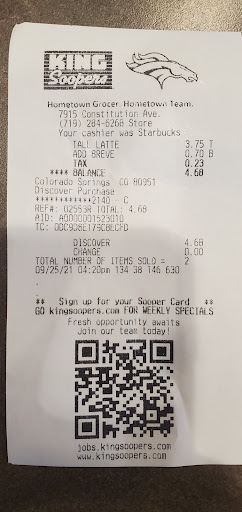 KING
Soopers
Hometown Grocer. Hometown Team.
7915 Constitution Ave.
(719) 204-6260 Store
Your cashier was Starbucks
TALL LATTE 3.75 T
ADD BREVE 0.70 B
TAX 0.23
**** BALANCE 4.68
Colorado Springs CO 80951
Discover Purchase
************2140 - C
REF#: 02553R TOTAL: 4.68
AID: A0000001523010
TC: DDC9D8E179CBECFD
DISCOVER 4.68
CHANGE 0.00
TOTAL NUMBER OF ITEMS SOLD = 2
09/25/21 04:20pm 134 38 146 630
** Sign up for your Sooper Card **
GO kingsoopers.com FOR WEEKLY SPECIALS
Fresh opportunity awaits
Join our team today!
jobs.kingsoopers.com
www.kingsoopers.com